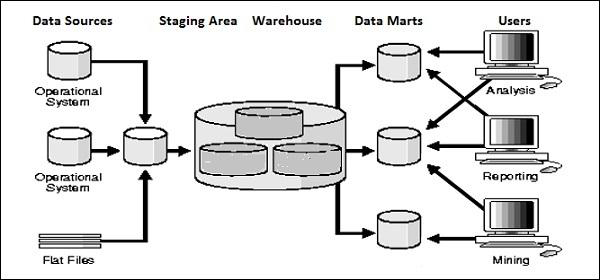 Data Sources Staging Area Warehouse Data Marts Users
Operational
System
Analysis
Operational
System
Reporting
Flat Files
Mining